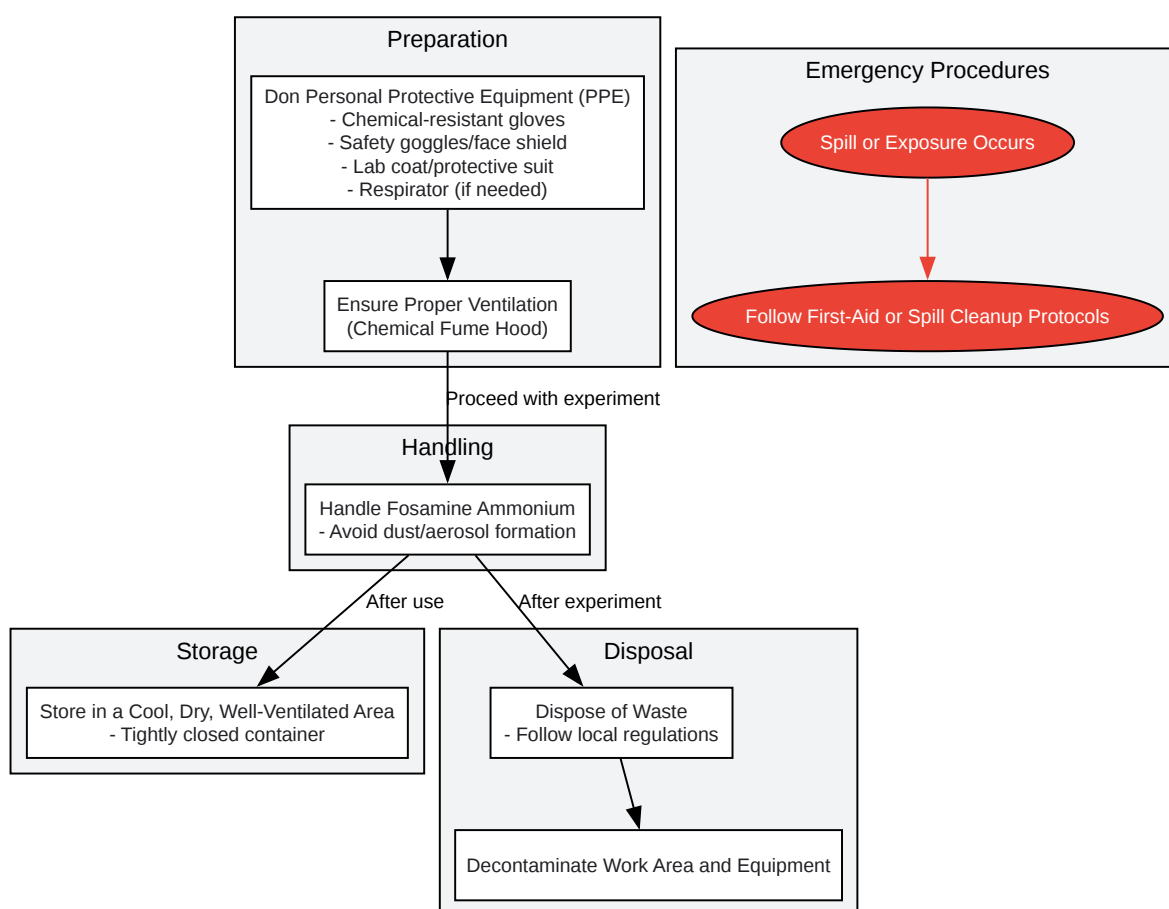 Preparation
Don Personal Protective Equipment (PPE)
- Chemical-resistant gloves
- Safety goggles/face shield
- Lab coat/protective suit
- Respirator (if needed)
Ensure Proper Ventilation
(Chemical Fume Hood)
Emergency Procedures
Spill or Exposure Occurs
Follow First-Aid or Spill Cleanup Protocols
Proceed with experiment
Handling
Handle Fosamine Ammonium
- Avoid dust/aerosol formation
After use
After experiment
Storage
Store in a Cool, Dry, Well-Ventilated Area
- Tightly closed container
Disposal
Dispose of Waste
- Follow local regulations
Decontaminate Work Area and Equipment